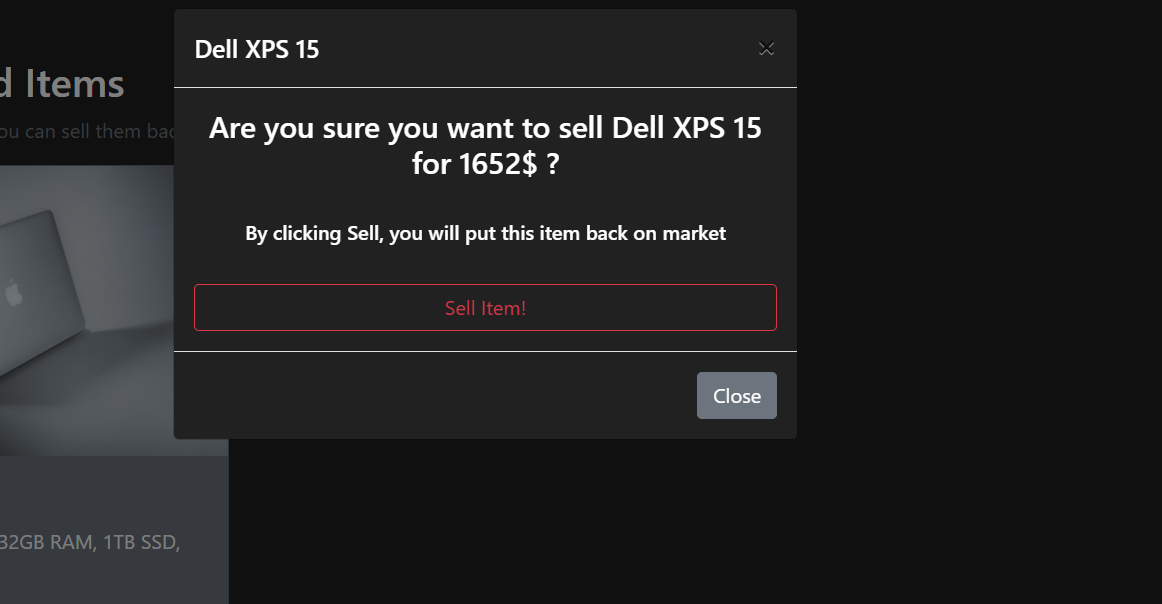 Dell XPS 15
×
Items
you can sell them
Are you sure you want to sell Dell XPS 15
for 1652$ ?
By clicking Sell, you will put this item back on market
Sell Item!
Close
32GB RAM, 1TB SSD,